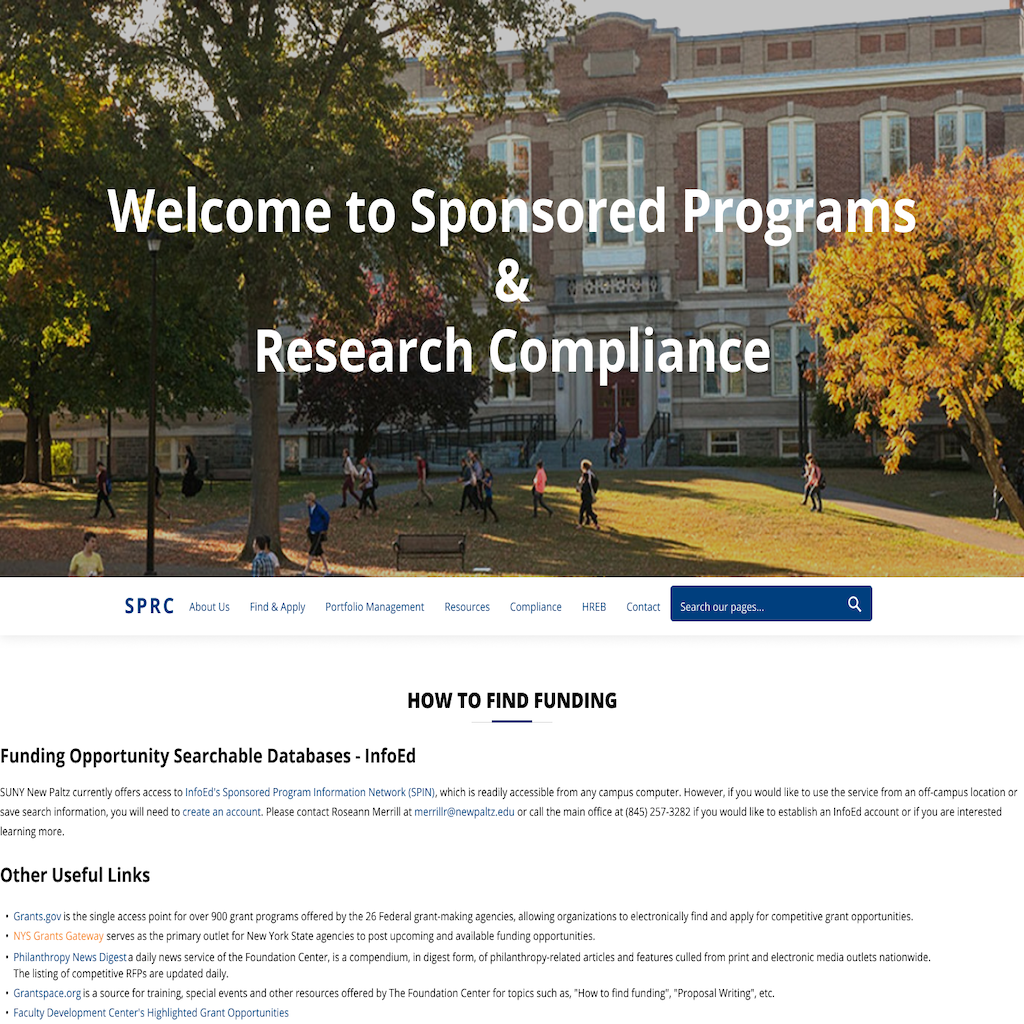 Welcome to Sponsored Programs
&
Research Compliance
SPRC About Us Find & Apply Portfolio Management Resources Compliance HREB Contact Search our pages...
HOW TO FIND FUNDING
Funding Opportunity Searchable Databases - InfoEd
SUNY New Paltz currently offers access to InfoEd's Sponsored Program Information Network (SPIN), which is readily accessible from any campus computer. However, if you would like to use the service from an off-campus location or
save search information, you will need to create an account. Please contact Roseann Merrill at merrillr@newpaltz.edu or call the main office at (845) 257-3282 if you would like to establish an InfoEd account or if you are interested
learning more.
Other Useful Links
• Grants.gov is the single access point for over 900 grant programs offered by the 26 Federal grant-making agencies, allowing organizations to electronically find and apply for competitive grant opportunities.
• NYS Grants Gateway serves as the primary outlet for New York State agencies to post upcoming and available funding opportunities.
• Philanthropy News Digest a daily news service of the Foundation Center, is a compendium, in digest form, of philanthropy-related articles and features culled from print and electronic media outlets nationwide.
The listing of competitive RFPs are updated daily.
• Grantspace.org is a source for training, special events and other resources offered by The Foundation Center for topics such as, "How to find funding", "Proposal Writing", etc.
• Faculty Development Center's Highlighted Grant Opportunities